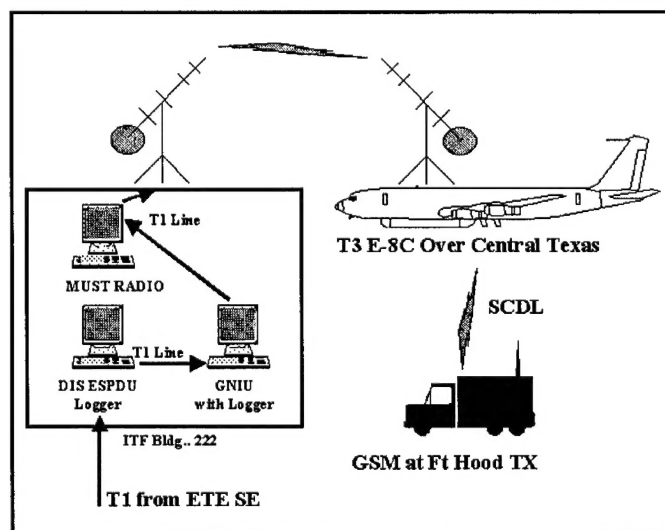 T1 Line
MUST RADIO
T1 Line
DIS ESPDU
Logger
GNIU
with Logger
ITF Bldg.. 222
T1 from ETE SE
T3 E-8C Over Central Texas
SCDL
GSM at Ft Hood TX